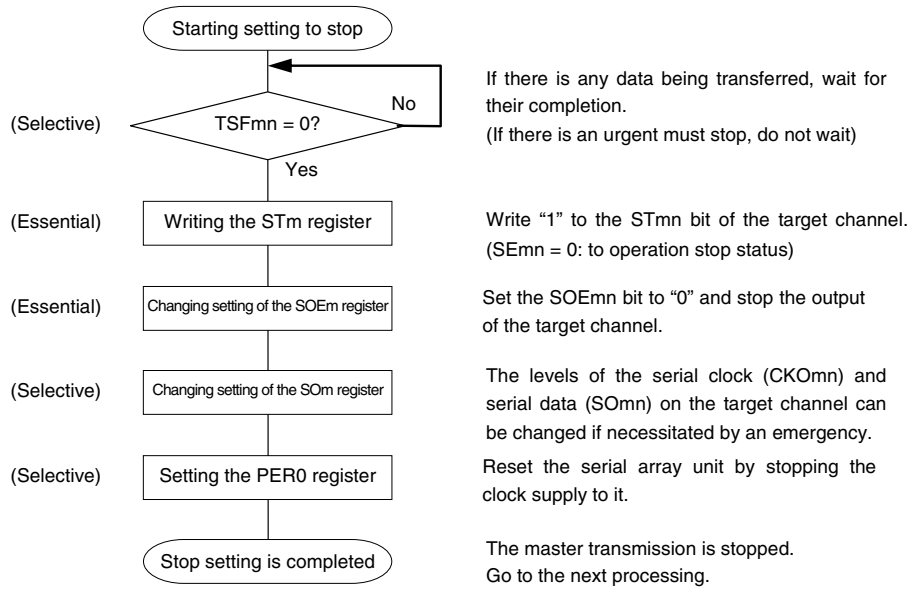 Starting setting to stop
No
(Selective)
TSFmn = 0?
If there is any data being transferred, wait for
their completion.
(If there is an urgent must stop, do not wait)
Yes
(Essential)
Writing the STm register
Write “1” to the STmn bit of the target channel.
(SEmn = 0: to operation stop status)
(Essential)
Changing setting of the SOEm register
Set the SOEmn bit to “0” and stop the output
of the target channel.
(Selective)
Changing setting of the SOm register
The levels of the serial clock (CKOmn) and
serial data (SOmn) on the target channel can
be changed if necessitated by an emergency.
(Selective)
Setting the PER0 register
Reset the serial array unit by stopping the
clock supply to it.
Stop setting is completed
The master transmission is stopped.
Go to the next processing.